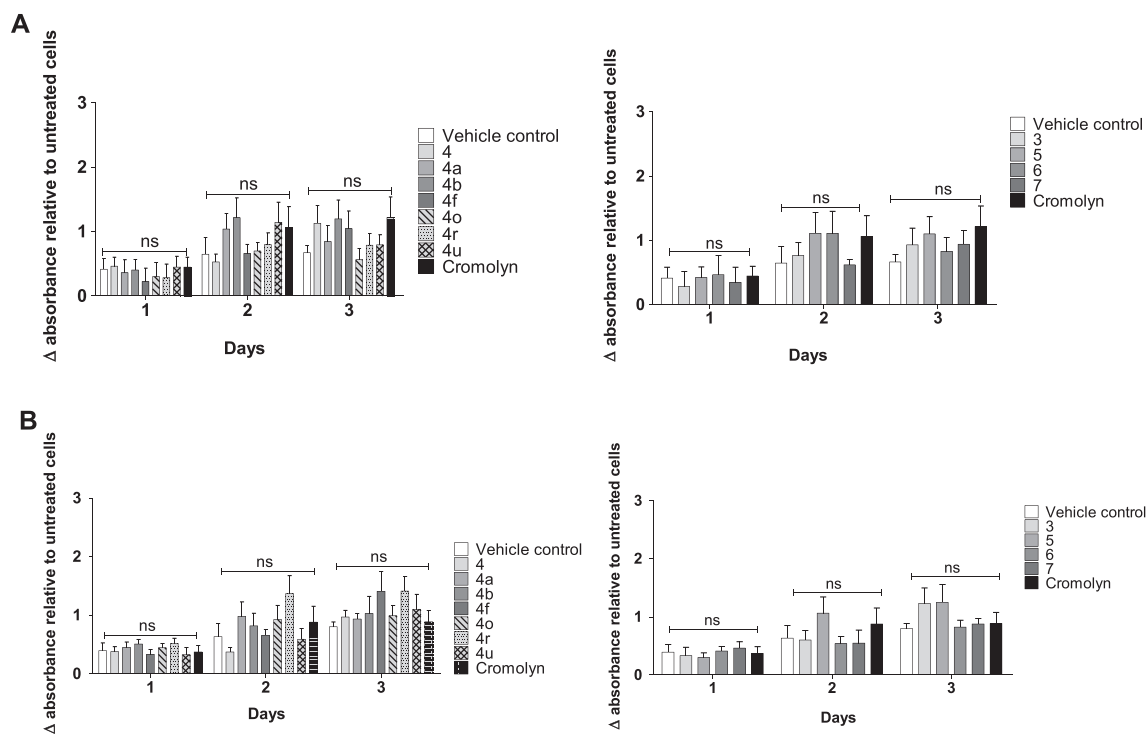 A
Δ absorbance relative to untreated cells
3
2
1
0
ns
ns
ns
1
2
3
Days
Vehicle control
4
4a
4b
4f
4o
4r
4u
Cromolyn
Δ absorbance relative to untreated cells
3
2
1
0
ns
ns
ns
1
2
3
Days
Vehicle control
3
5
6
7
Cromolyn
B
Δ absorbance relative to untreated cells
3
2
1
0
ns
ns
ns
1
2
3
Days
Vehicle control
4
4a
4b
4f
4o
4r
4u
Cromolyn
Δ absorbance relative to untreated cells
3
2
1
0
ns
ns
ns
1
2
3
Days
Vehicle control
3
5
6
7
Cromolyn